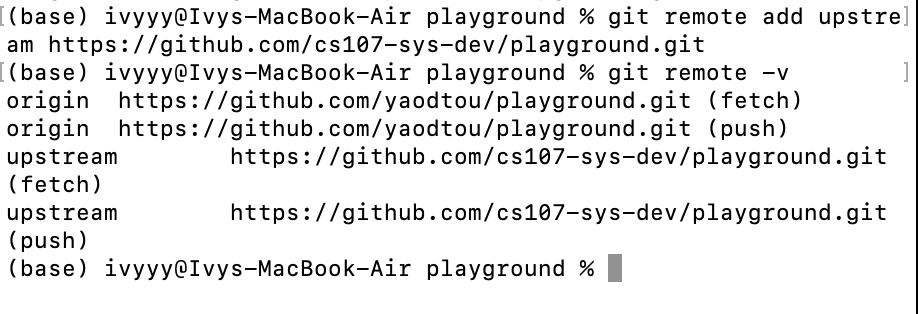 (base) ivyyy@Ivys-MacBook-Air playground % git remote add upstre
am https://github.com/cs107-sys-dev/playground.git
(base) ivyyy@Ivys-MacBook-Air playground % git remote -v
origin  https://github.com/yaodtou/playground.git (fetch)
origin  https://github.com/yaodtou/playground.git (push)
upstream        https://github.com/cs107-sys-dev/playground.git
(fetch)
upstream        https://github.com/cs107-sys-dev/playground.git
(push)
(base) ivyyy@Ivys-MacBook-Air playground %